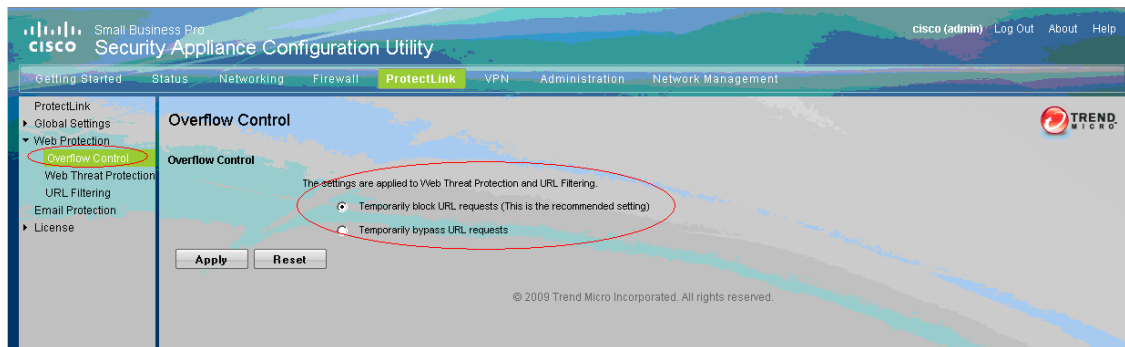 Small Business Pro
CISCO Security Appliance Configuration Utility
cisco (admin) Log Out About Help
Getting Started Status Networking Firewall ProtectLink VPN Administration Network Management
ProtectLink
Global Settings
Web Protection
Overflow Control
Web Threat Protection
URL Filtering
Email Protection
License
Overflow Control
TREND
MICRO
Overflow Control
The settings are applied to Web Threat Protection and URL Filtering.
Temporarily block URL requests (This is the recommended setting)
Temporarily bypass URL requests
Apply Reset
© 2009 Trend Micro Incorporated. All rights reserved.